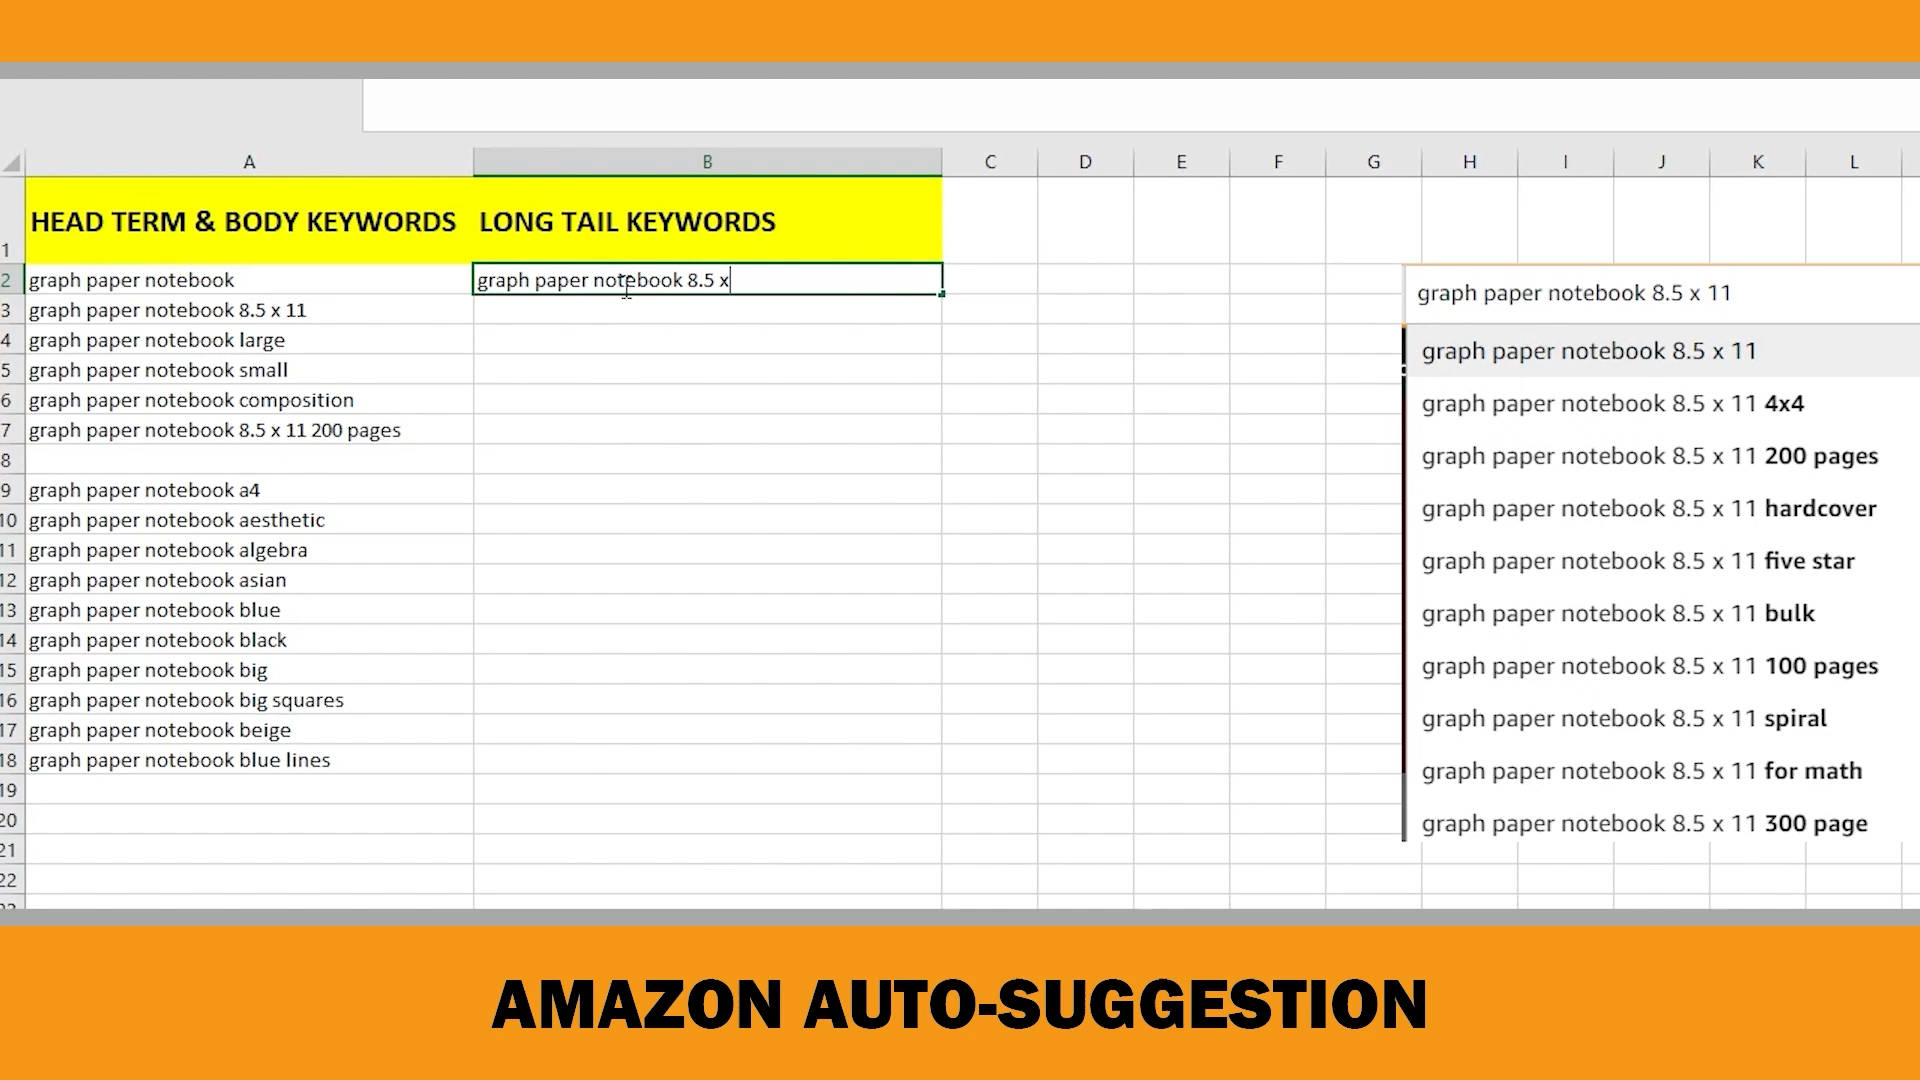 A B C D E F G H I J K L
1 HEAD TERM & BODY KEYWORDS LONG TAIL KEYWORDS
2 graph paper notebook graph paper notebook 8.5 x
3 graph paper notebook 8.5 x 11
4 graph paper notebook large
5 graph paper notebook small
6 graph paper notebook composition
7 graph paper notebook 8.5 x 11 200 pages
8
9 graph paper notebook a4
10 graph paper notebook aesthetic
11 graph paper notebook algebra
12 graph paper notebook asian
13 graph paper notebook blue
14 graph paper notebook black
15 graph paper notebook big
16 graph paper notebook big squares
17 graph paper notebook beige
18 graph paper notebook blue lines
19
20
21
22
graph paper notebook 8.5 x 11
graph paper notebook 8.5 x 11
graph paper notebook 8.5 x 11 4x4
graph paper notebook 8.5 x 11 200 pages
graph paper notebook 8.5 x 11 hardcover
graph paper notebook 8.5 x 11 five star
graph paper notebook 8.5 x 11 bulk
graph paper notebook 8.5 x 11 100 pages
graph paper notebook 8.5 x 11 spiral
graph paper notebook 8.5 x 11 for math
graph paper notebook 8.5 x 11 300 page
AMAZON AUTO-SUGGESTION